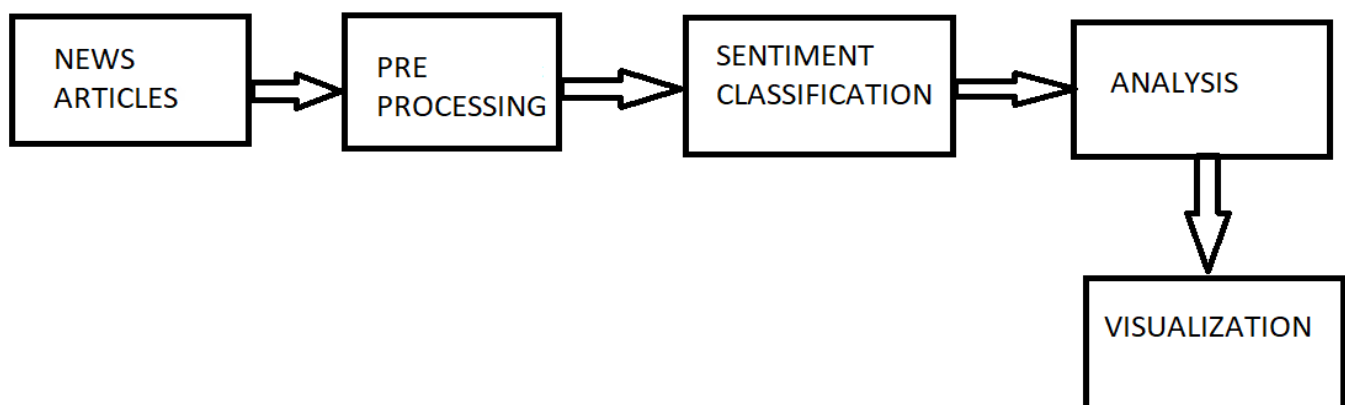 NEWS
ARTICLES
PRE
PROCESSING
SENTIMENT
CLASSIFICATION
ANALYSIS
VISUALIZATION